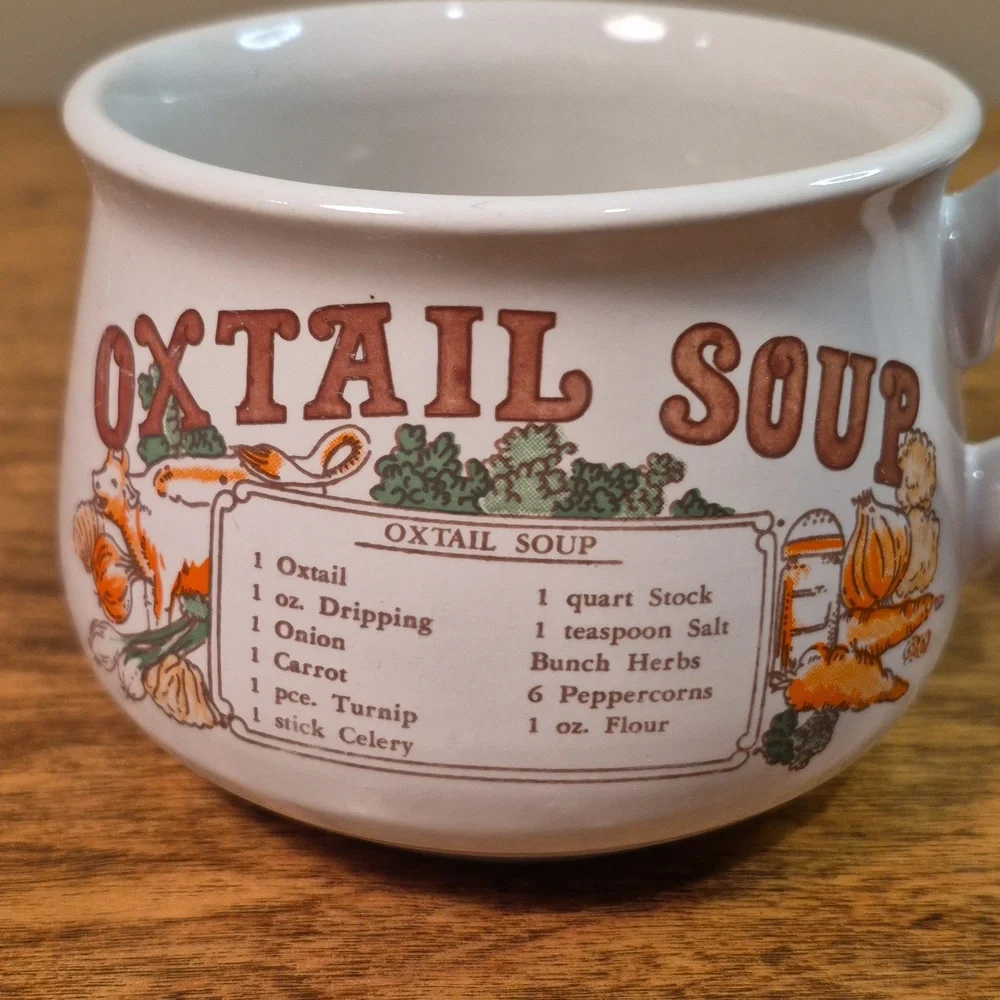 OXTAIL SOUP
OXTAIL SOUP
1 Oxtail
1 oz. Dripping
1 Onion
1 Carrot
1 pce. Turnip
1 stick Celery
1 quart Stock
1 teaspoon Salt
Bunch Herbs
6 Peppercorns
1 oz. Flour